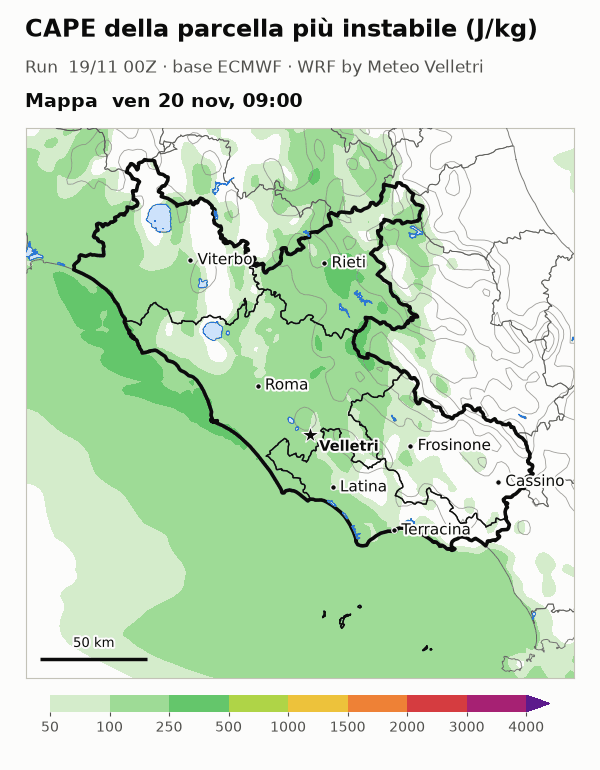 CAPE della parcella più instabile (J/kg)
Run  19/11 00Z · base ECMWF · WRF by Meteo Velletri
Mappa  ven 20 nov, 09:00
Viterbo
Rieti
Roma
Velletri
Frosinone
Latina
Cassino
Terracina
50 km
50 100 250 500 1000 1500 2000 3000 4000